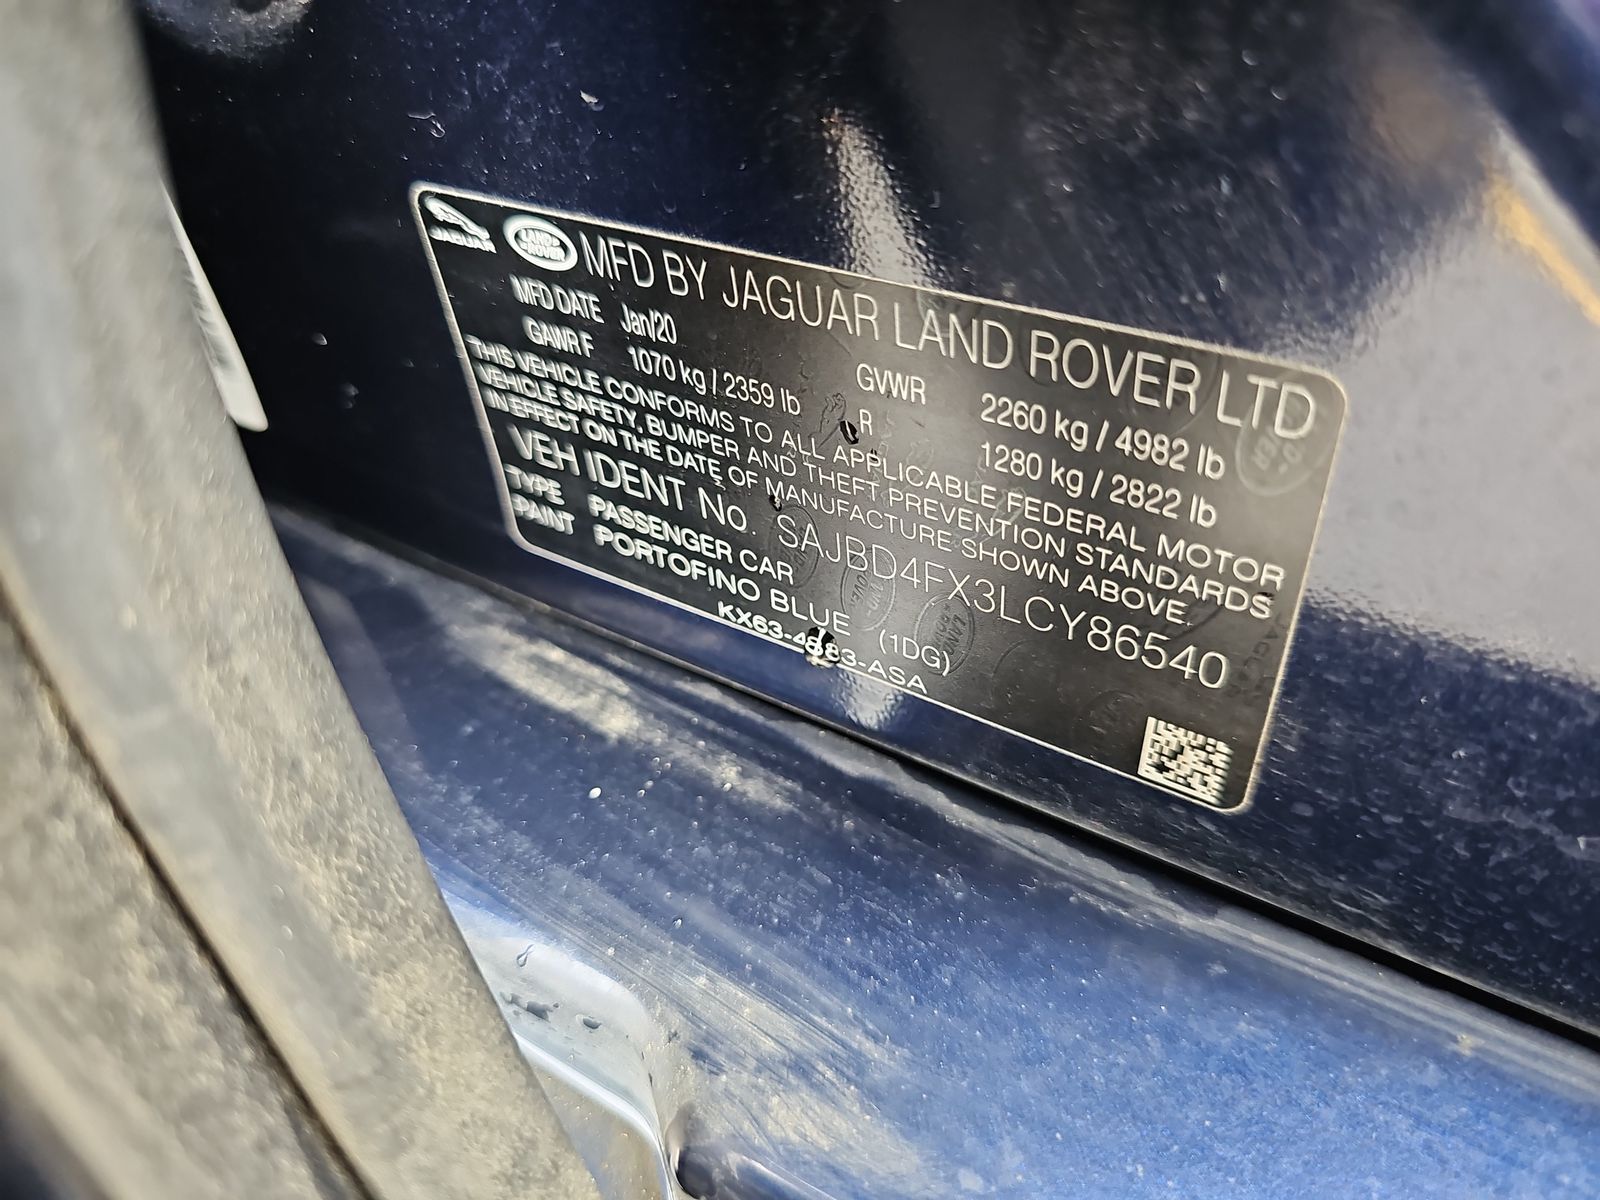 JAGUAR LAND ROVER MFD BY JAGUAR LAND ROVER LTD
MFD DATE Jan/20 GVWR 2260 kg / 4982 lb
GAWR F 1070 kg / 2359 lb R 1280 kg / 2822 lb
THIS VEHICLE CONFORMS TO ALL APPLICABLE FEDERAL MOTOR
VEHICLE SAFETY, BUMPER AND THEFT PREVENTION STANDARDS
IN EFFECT ON THE DATE OF MANUFACTURE SHOWN ABOVE.
VEH IDENT No. SAJBD4FX3LCY86540
TYPE PASSENGER CAR
PAINT PORTOFINO BLUE (1DG)
KX63-4883-ASA